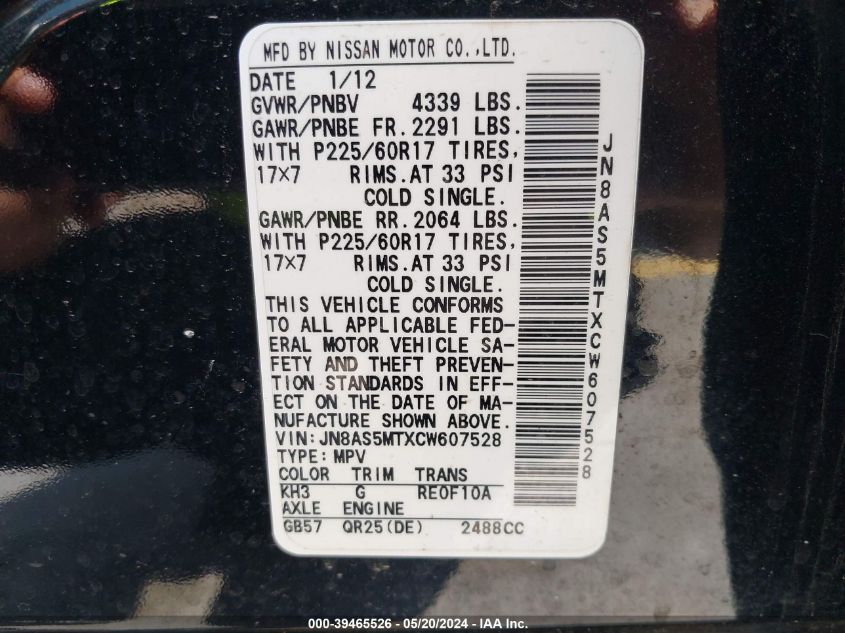 MFD BY NISSAN MOTOR CO.,LTD.
DATE 1/12
GVWR/PNBV 4339 LBS.
GAWR/PNBE FR. 2291 LBS.
WITH P225/60R17 TIRES,
17×7 RIMS.AT 33 PSI
COLD SINGLE.
GAWR/PNBE RR. 2064 LBS.
WITH P225/60R17 TIRES,
17×7 RIMS.AT 33 PSI
COLD SINGLE.
THIS VEHICLE CONFORMS
TO ALL APPLICABLE FED-
ERAL MOTOR VEHICLE SA-
FETY AND THEFT PREVEN-
TION STANDARDS IN EFF-
ECT ON THE DATE OF MA-
NUFACTURE SHOWN ABOVE.
VIN:JN8AS5MTXCW607528
TYPE:MPV
COLOR TRIM TRANS
KH3 G RE0F10A
AXLE ENGINE
GB57 QR25(DE) 2488CC
JN8AS5MTXCW607528
000-39465526 - 05/20/2024 - IAA Inc.